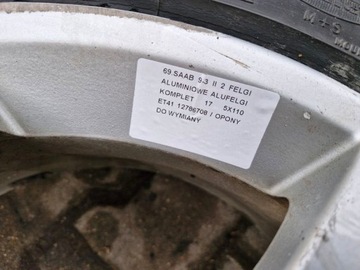 M+S
69.SAAB 9-3 II 2 FELGI
ALUMINIOWE ALUFELGI
KOMPLET 17 5X110
ET41 12786708 / OPONY
DO WYMIANY